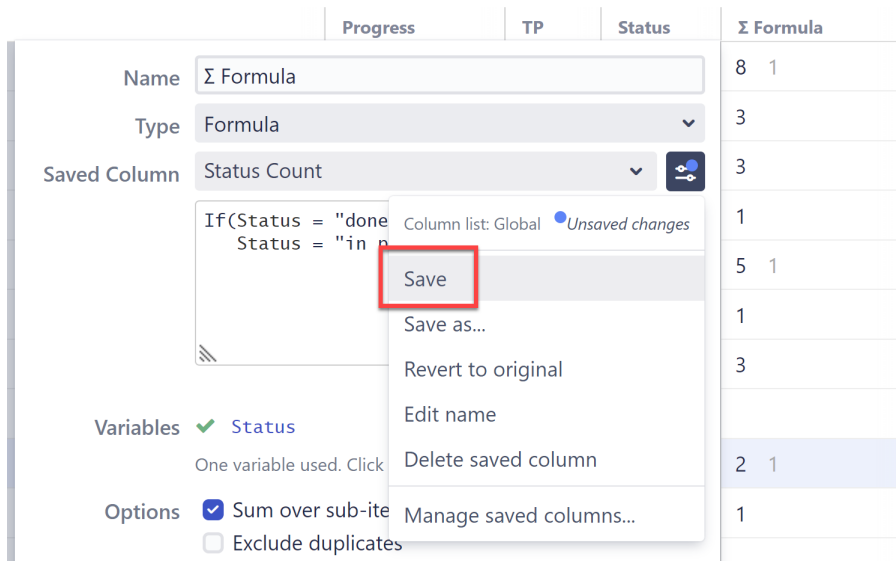 Progress TP Status Σ Formula
Name Σ Formula
8 1
Type Formula
3
Saved Column Status Count
3
If(Status = "done
Status = "in
Column list: Global Unsaved changes
1
Save
5 1
Save as...
1
Revert to original
3
Edit name
Variables Status
Delete saved column
One variable used. Click
2 1
Options Sum over sub-ite
Manage saved columns...
1
Exclude duplicates